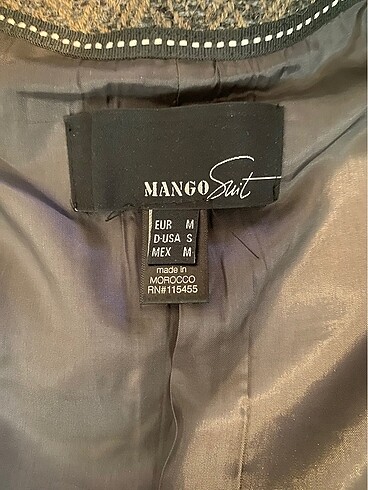 MANGO Suit
EUR M
D-USA S
MEX M
made in
MOROCCO
RN#115455